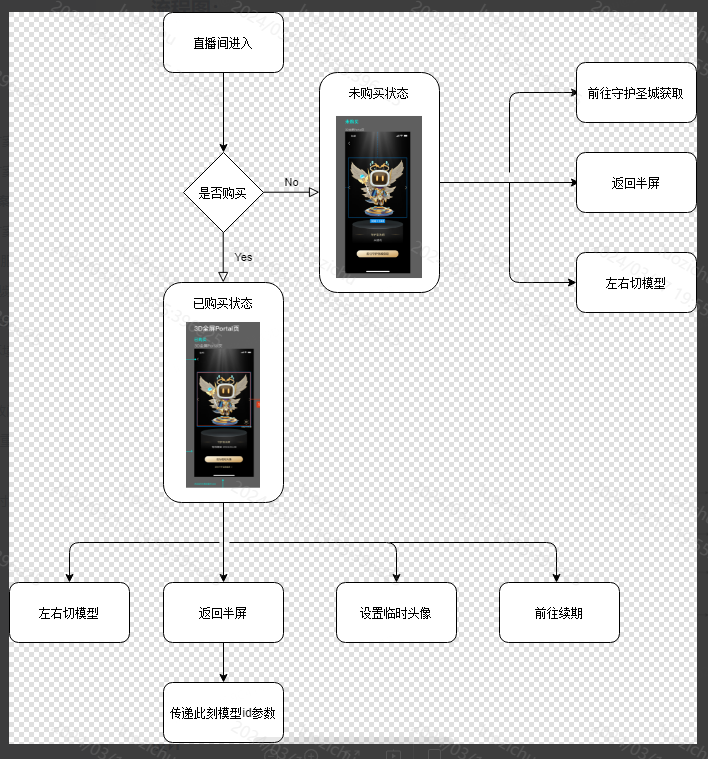 直播间进入
未购买状态
前往守护圣城获取
是否购买
No
返回半屏
Yes
左右切模型
已购买状态
3D全屏Portal页
左右切模型
返回半屏
设置临时头像
前往续期
传递此刻模型id参数